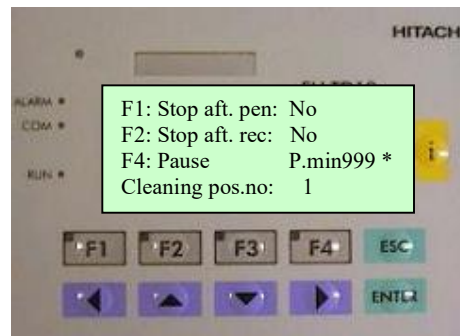 HITACH
ALARM
COM
RUN
F1: Stop aft. pen: No
F2: Stop aft. rec: No
F4: Pause P.min999 *
Cleaning pos.no: 1
i
F1 F2 F3 F4 ESC
ENTER